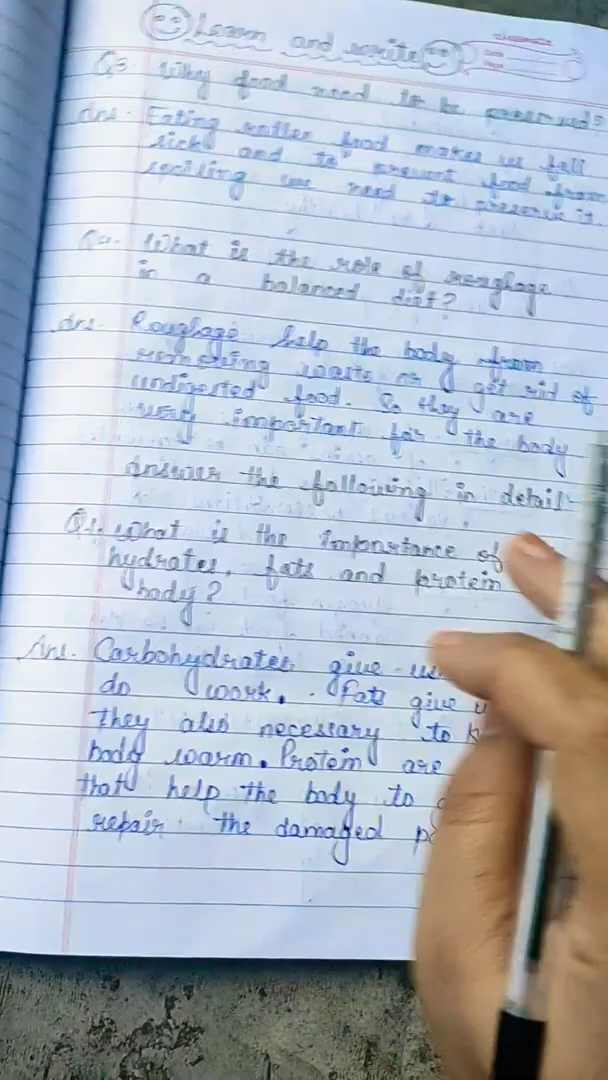 Learn and write
Q3 Why food need to be preserved?
Ans. Eating rotten food makes us fall
sick and to prevent food from
spoiling we need to preserve it.
Q4. What is the role of roughage
in a balanced diet?
Ans. Roughage help the body from
waste or get rid of
undigested food. So they are
very important for the body
Answer the following in detail-
Q1. What is the importance of
hydrates, fats and protein
body?
Ans. Carbohydrates give us
do work. Fats give
they also necessary to
body warm. Protein are
that help the body to
repair the damaged